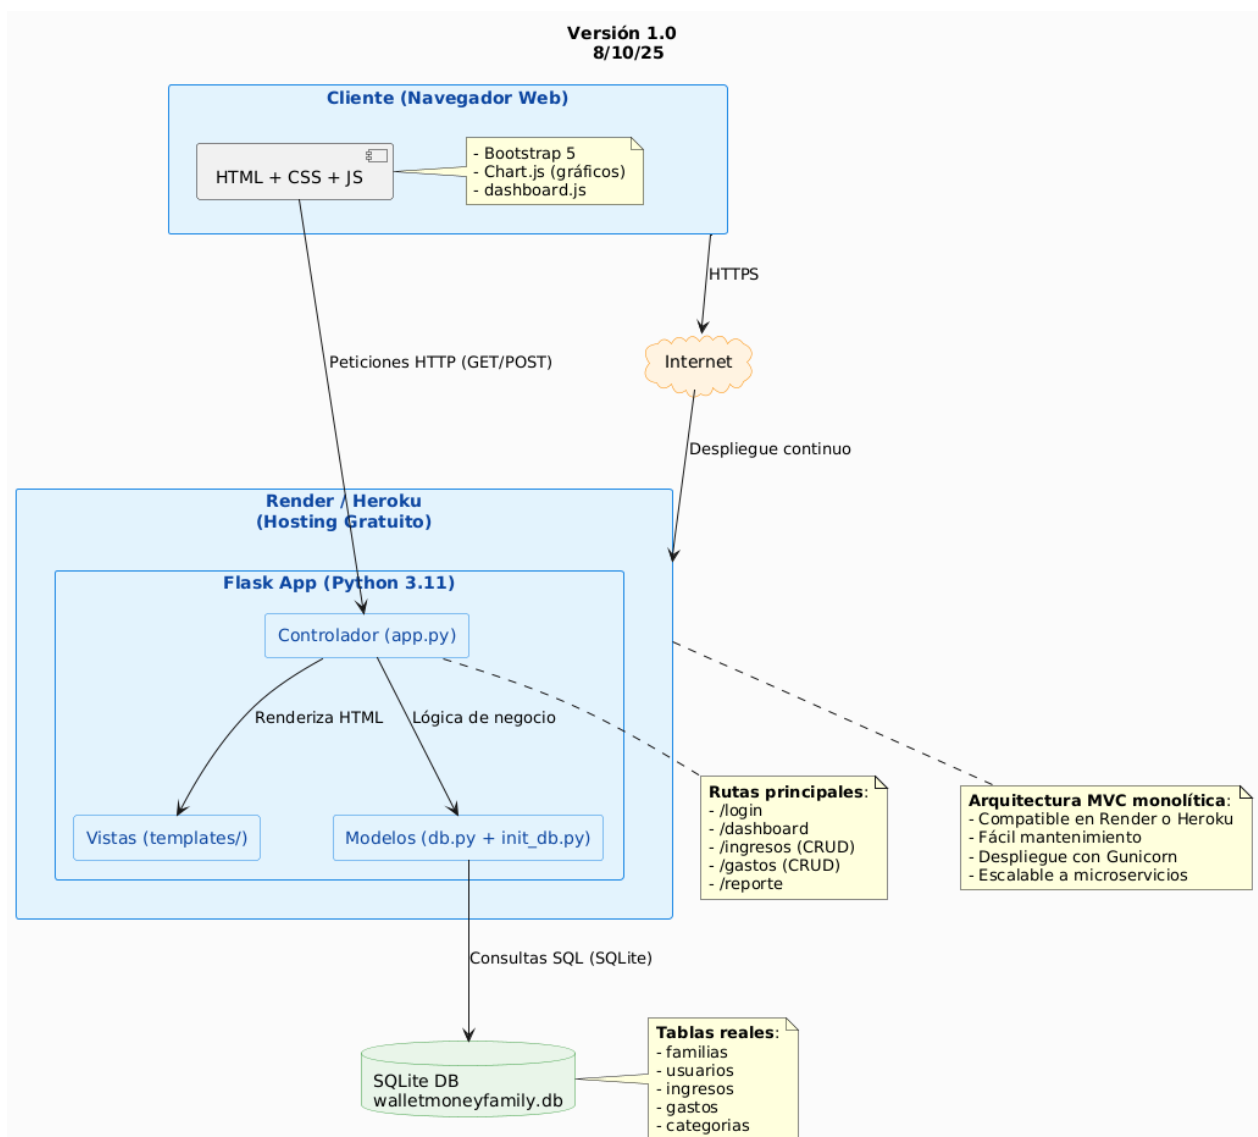 Versión 1.0
8/10/25
Cliente (Navegador Web)
HTML + CSS + JS
- Bootstrap 5
- Chart.js (gráficos)
- dashboard.js
HTTPS
Peticiones HTTP (GET/POST)
Internet
Despliegue continuo
Render / Heroku
(Hosting Gratuito)
Flask App (Python 3.11)
Controlador (app.py)
Renderiza HTML
Lógica de negocio
Vistas (templates/)
Modelos (db.py + init_db.py)
Rutas principales:
- /login
- /dashboard
- /ingresos (CRUD)
- /gastos (CRUD)
- /reporte
Arquitectura MVC monolítica:
- Compatible en Render o Heroku
- Fácil mantenimiento
- Despliegue con Gunicorn
- Escalable a microservicios
Consultas SQL (SQLite)
SQLite DB
walletmoneyfamily.db
Tablas reales:
- familias
- usuarios
- ingresos
- gastos
- categorias